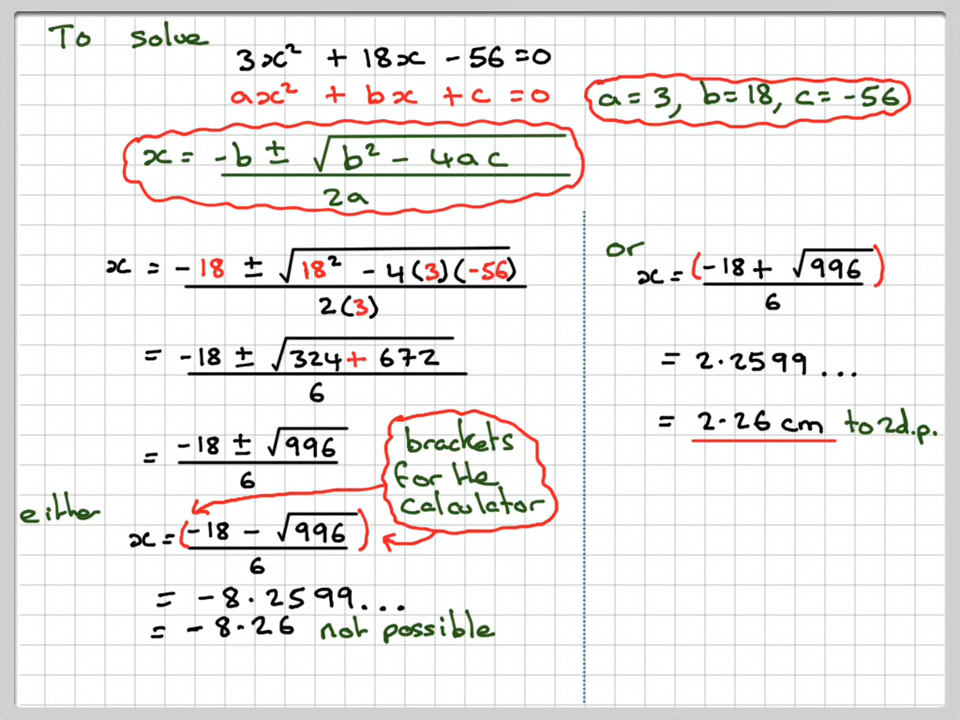 To solve
3x² + 18x - 56 = 0
ax² + bx + c = 0
a = 3, b = 18, c = -56
x = -b ± √b² - 4ac
2a
x = -18 ± √18² - 4(3)(-56)
2(3)
= -18 ± √324 + 672
6
= -18 ± √996
6
brackets
for the
calculator
either
x = (-18 - √996)
6
= -8.2599...
= -8.26 not possible
or
x = (-18 + √996)
6
= 2.2599...
= 2.26 cm to 2d.p.